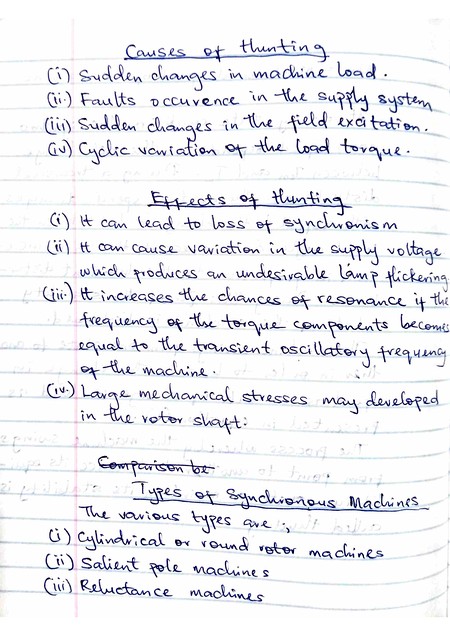 Causes of Hunting
(i) Sudden changes in machine load.
(ii) Faults occurence in the supply system
(iii) Sudden changes in the field excitation.
(iv) Cyclic variation of the load torque.
Effects of Hunting
(i) It can lead to loss of synchronism
(ii) It can cause variation in the supply voltage
which produces an undesirable lamp flickering
(iii) It increases the chances of resonance if the
frequency of the torque components becomes
equal to the transient oscillatory frequency
of the machine.
(iv) Large mechanical stresses may developed
in the rotor shaft.
Comparison be
Types of Synchronous Machines
The various types are;
(i) Cylindrical or round rotor machines
(ii) Salient pole machines
(iii) Reluctance machines